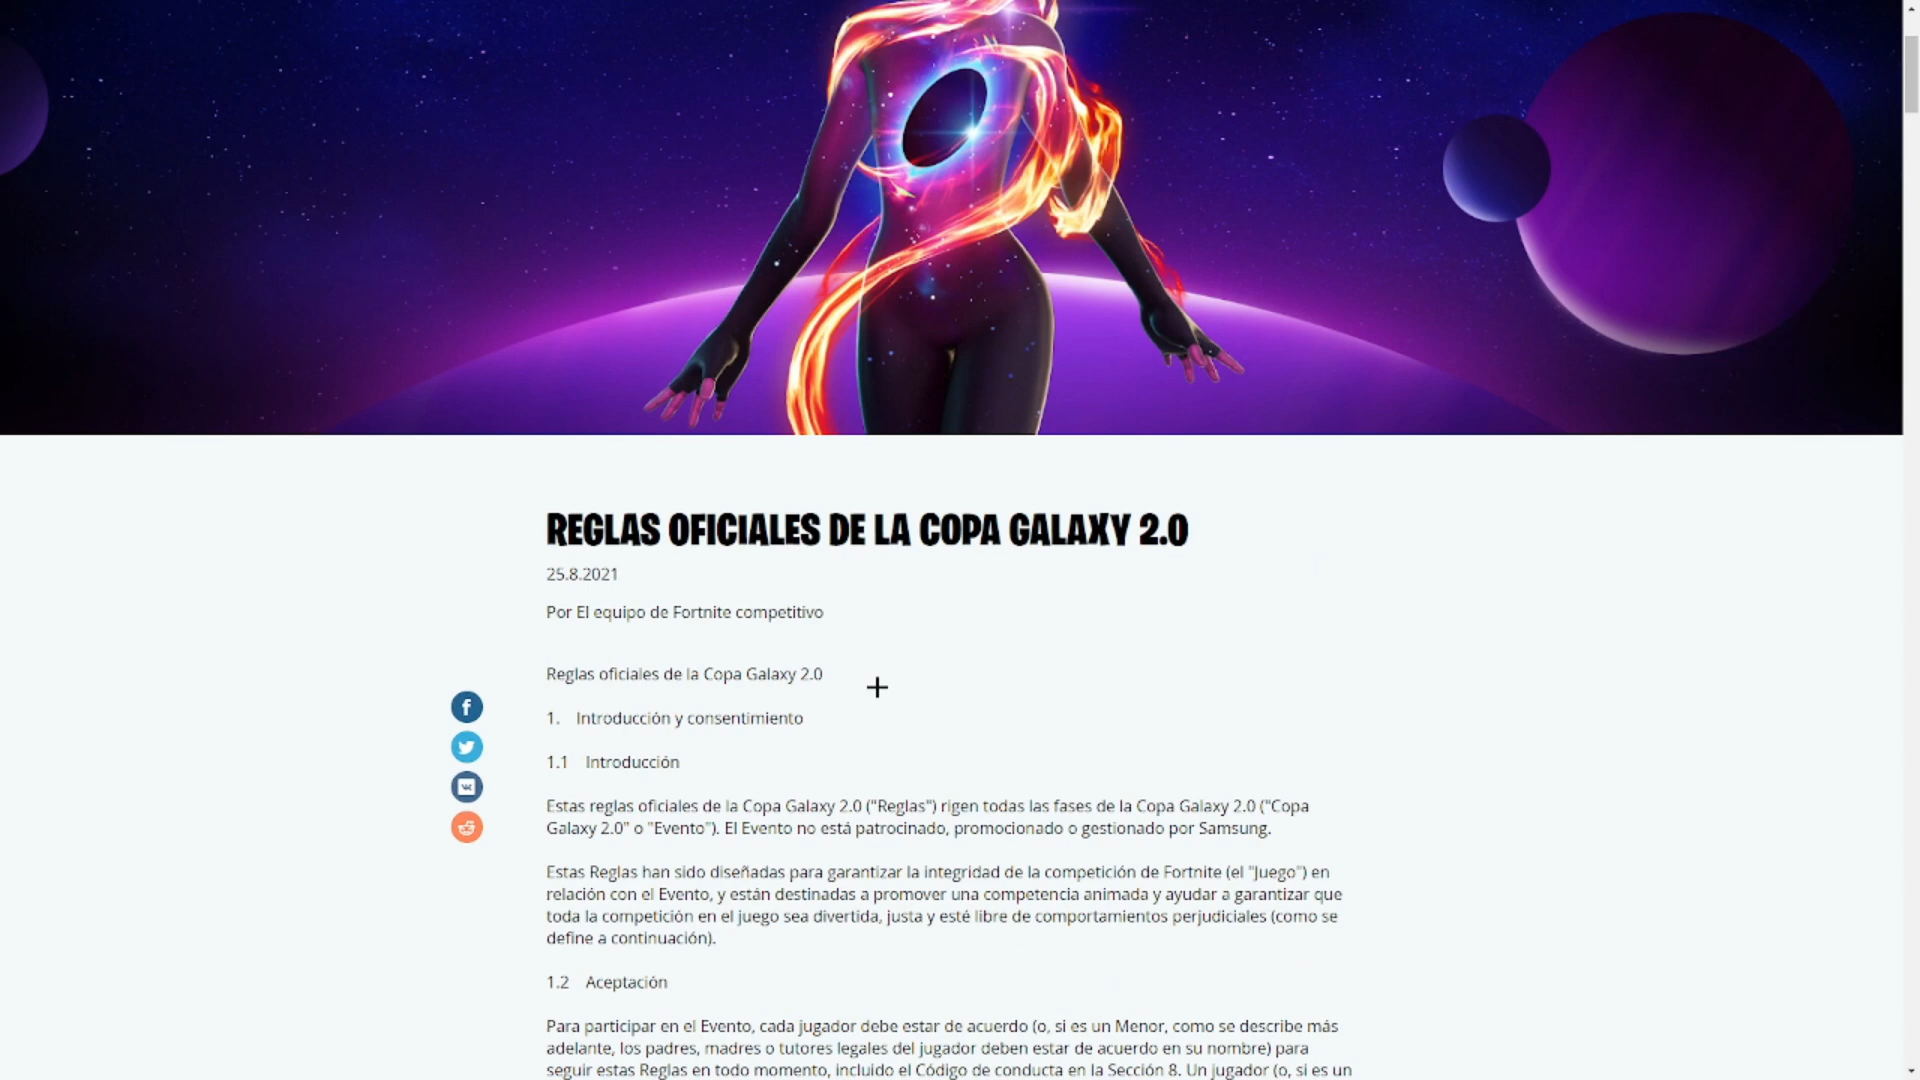 REGLAS OFICIALES DE LA COPA GALAXY 2.0
25.8.2021
Por El equipo de Fortnite competitivo
Reglas oficiales de la Copa Galaxy 2.0
1. Introducción y consentimiento
1.1 Introducción
Estas reglas oficiales de la Copa Galaxy 2.0 ("Reglas") rigen todas las fases de la Copa Galaxy 2.0 ("Copa
Galaxy 2.0" o "Evento"). El Evento no está patrocinado, promocionado o gestionado por Samsung.
Estas Reglas han sido diseñadas para garantizar la integridad de la competición de Fortnite (el "Juego") en
relación con el Evento, y están destinadas a promover una competencia animada y ayudar a garantizar que
toda la competición en el juego sea divertida, justa y esté libre de comportamientos perjudiciales (como se
define a continuación).
1.2 Aceptación
Para participar en el Evento, cada jugador debe estar de acuerdo (o, si es un Menor, como se describe más
adelante, los padres, madres o tutores legales del jugador deben estar de acuerdo en su nombre) para
seguir estas Reglas en todo momento, incluido el Código de conducta en la Sección 8. Un jugador (o, si es un